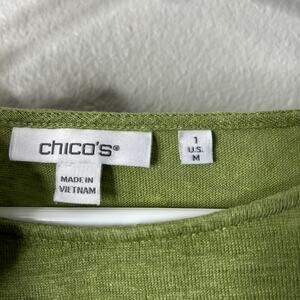 chico's®
MADE IN
VIETNAM
1
U.S.
M